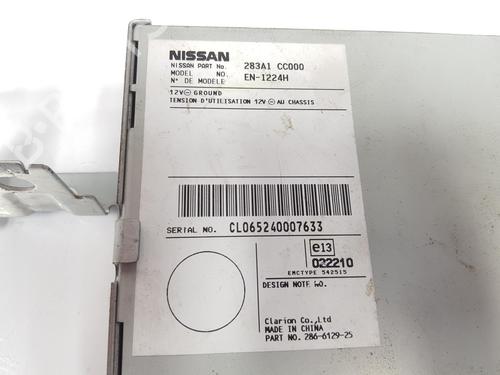 NISSAN
NISSAN PART No. 283A1 CC000
MODEL NO. EN-1224H
N° DE MODELE
12V⊖ GROUND
TENSION D'UTILISATION 12V⊖ AU CHASSIS
SERIAL NO. CL065240007633
e13
022210
EMCTYPE 542515
DESIGN NOTE NO.
Clarion Co.,Ltd
MADE IN CHINA
PART NO. 286-6129-25